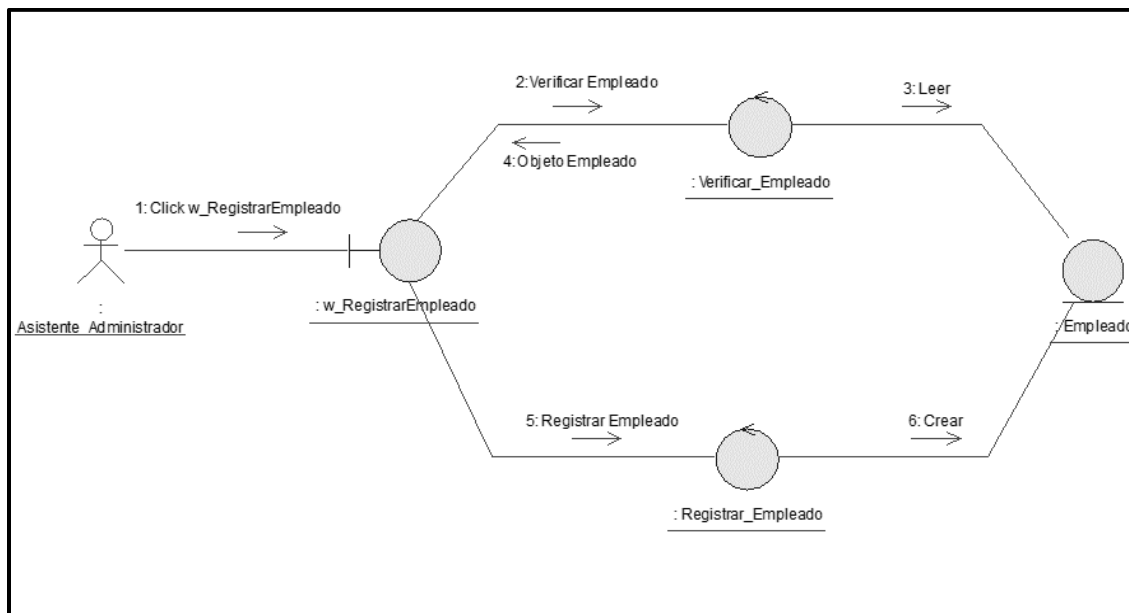 2: Verificar Empleado
3: Leer
4: Objeto Empleado
: Verificar_Empleado
1: Click w_RegistrarEmpleado
: w_RegistrarEmpleado
:
Asistente_Administrador
: Empleado
5: Registrar Empleado
6: Crear
: Registrar_Empleado